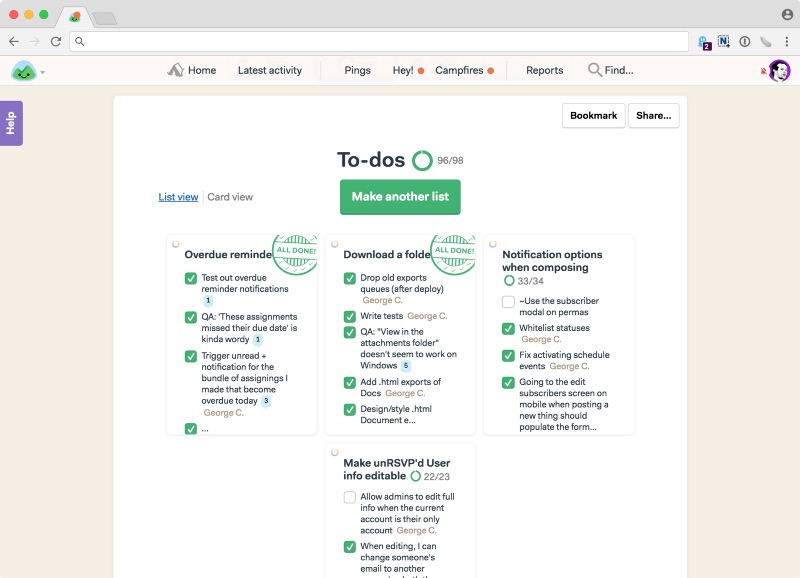 2
N
Home
Latest activity
Pings
Hey!
Campfires
Reports
Find...
Help
Bookmark
Share...
To-dos 96/98
List view
Card view
Make another list
Overdue reminde
ALL DONE!
Test out overdue
reminder notifications
1
QA: 'These assignments
missed their due date' is
kinda wordy 1
Trigger unread +
notification for the
bundle of assignings I
made that become
overdue today 3
George C.
...
Download a folde
ALL DONE!
Drop old exports
queues (after deploy)
George C.
Write tests George C.
QA: "View in the
attachments folder"
doesn't seem to work on
Windows 5
Add .html exports of
Docs George C.
Design/style .html
Document e...
Notification options
when composing
33/34
~Use the subscriber
modal on permas
Whitelist statuses
George C.
Fix activating schedule
events George C.
Going to the edit
subscribers screen on
mobile when posting a
new thing should
populate the form...
Make unRSVP'd User
info editable 22/23
Allow admins to edit full
info when the current
account is their only
account George C.
When editing, I can
change someone's
email to another